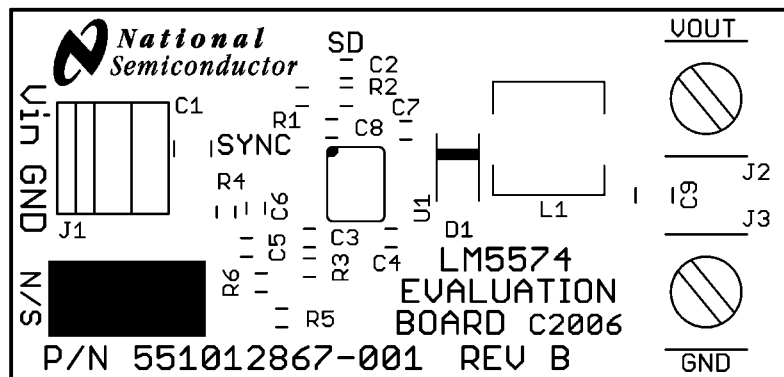 National
Semiconductor
SD
VOUT
C2
R2
C1
R1
C7
C8
Vin GND
SYNC
J2
R4
C6
U1
L1
C9
J1
D1
J3
C5
C3
C4
R3
LM5574
N/S
R6
EVALUATION
R5
BOARD C2006
P/N 551012867-001 REV B
GND